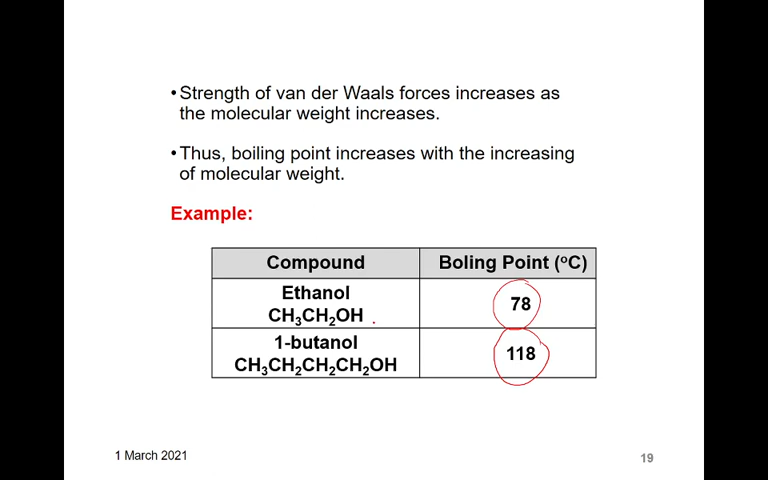 •Strength of van der Waals forces increases as
the molecular weight increases.
•Thus, boiling point increases with the increasing
of molecular weight.
Example:
Compound Boling Point (ºC)
Ethanol
CH₃CH₂OH 78
1-butanol
CH₃CH₂CH₂CH₂OH 118
1 March 2021 19